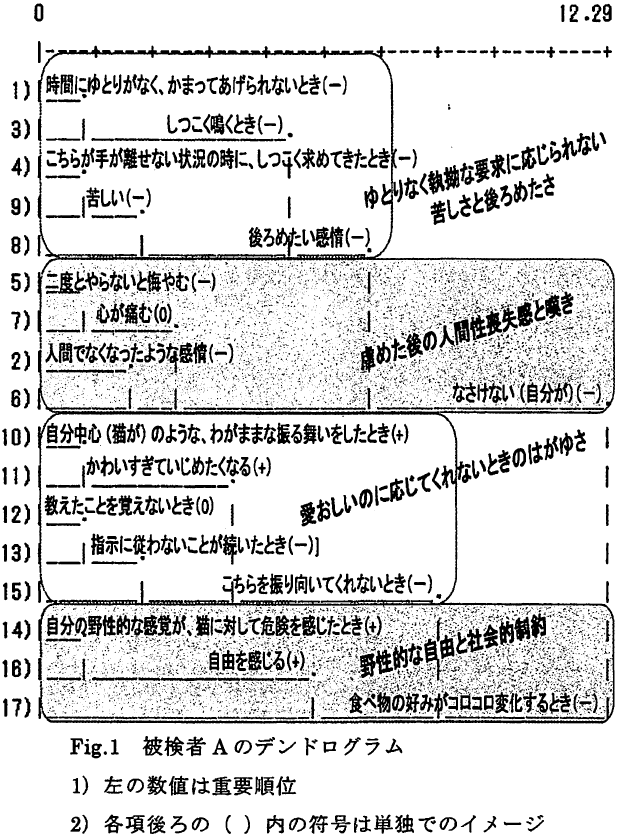 0 12.29
1) 時間にゆとりがなく、かまってあげられないとき(−)
3) しつこく鳴くとき(−)
4) こちらが手が離せない状況の時に、しつこく求めてきたとき(−)
ゆとりなく執拗な要求に応じられない
苦しさと後ろめたさ
9) 苦しい(−)
8) 後ろめたい感情(−)
5) 二度とやらないと悔やむ(−)
7) 心が痛む(0)
虐めた後の人間性喪失感と嘆き
2) 人間でなくなったような感情(−)
6) なさけない(自分が)(−)
10) 自分中心(猫が)のような、わがままな振る舞いをしたとき(+)
11) かわいすぎていじめたくなる(+)
愛おしいのに応じてくれないときのはがゆさ
12) 教えたことを覚えないとき(0)
13) 指示に従わないことが続いたとき(−)]
15) こちらを振り向いてくれないとき(−)
14) 自分の野性的な感覚が、猫に対して危険を感じたとき(+)
16) 自由を感じる(+)
野性的な自由と社会的制約
17) 食べ物の好みがコロコロ変化するとき(−)
Fig.1 被検者Aのデンドログラム
1) 左の数値は重要順位
2) 各項後ろの ( ) 内の符号は単独でのイメージ